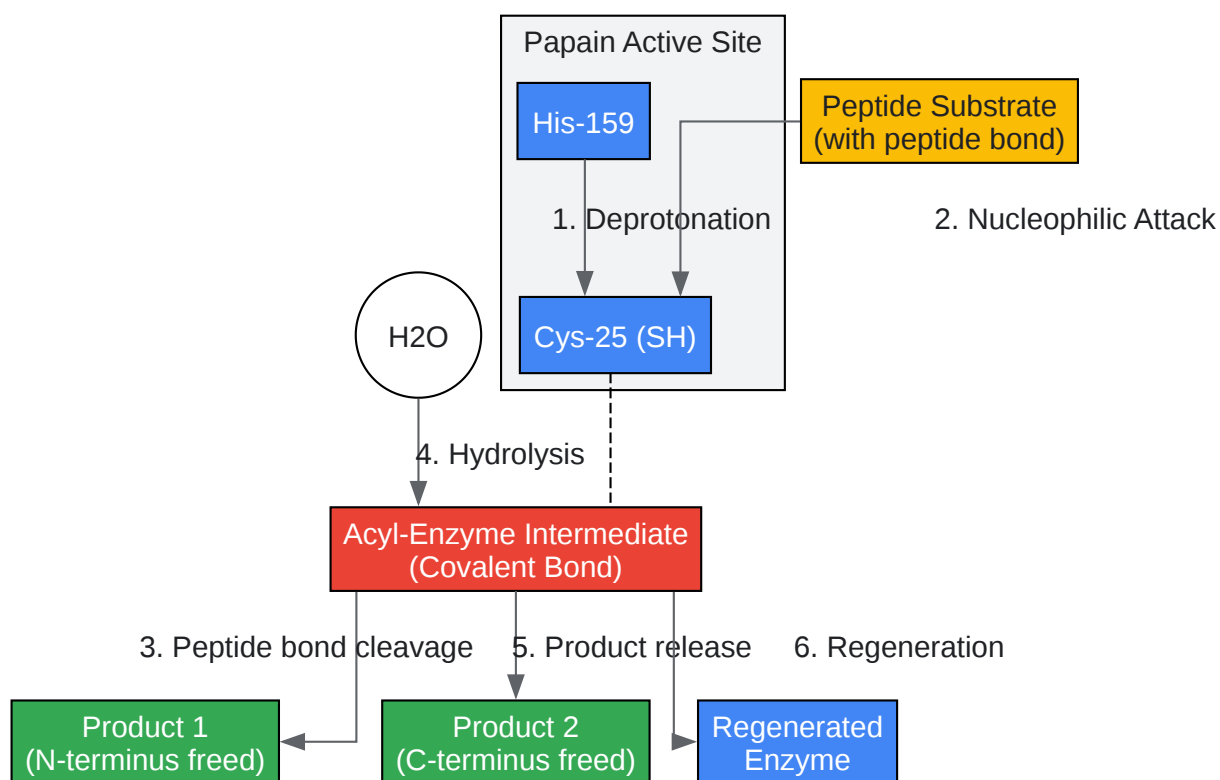 Papain Active Site
His-159
Peptide Substrate
(with peptide bond)
1. Deprotonation
2. Nucleophilic Attack
H2O
Cys-25 (SH)
4. Hydrolysis
Acyl-Enzyme Intermediate
(Covalent Bond)
3. Peptide bond cleavage
5. Product release
6. Regeneration
Product 1
(N-terminus freed)
Product 2
(C-terminus freed)
Regenerated
Enzyme